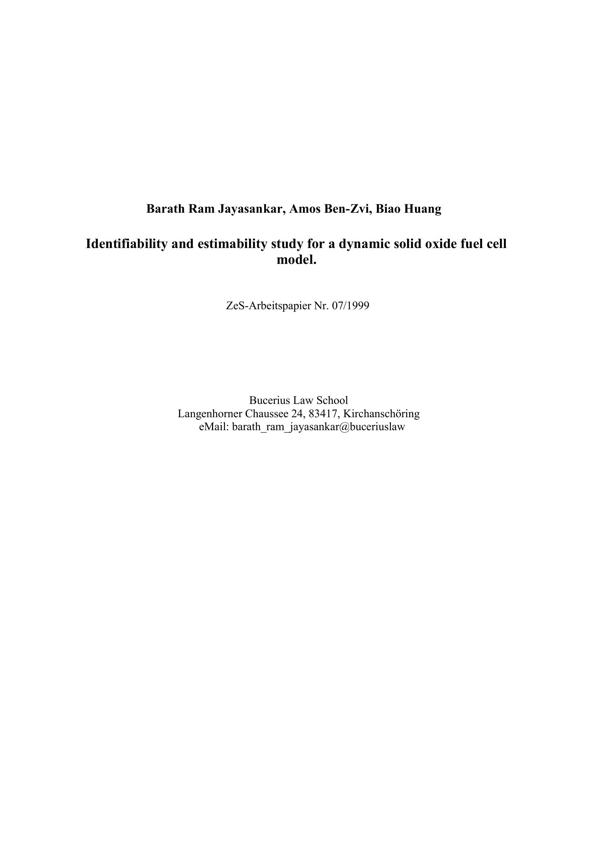 Barath Ram Jayasankar, Amos Ben-Zvi, Biao Huang
Identifiability and estimability study for a dynamic solid oxide fuel cell
model.
ZeS-Arbeitspapier Nr. 07/1999
Bucerius Law School
Langenhorner Chaussee 24, 83417, Kirchanschöring
eMail: barath_ram_jayasankar@buceriuslaw